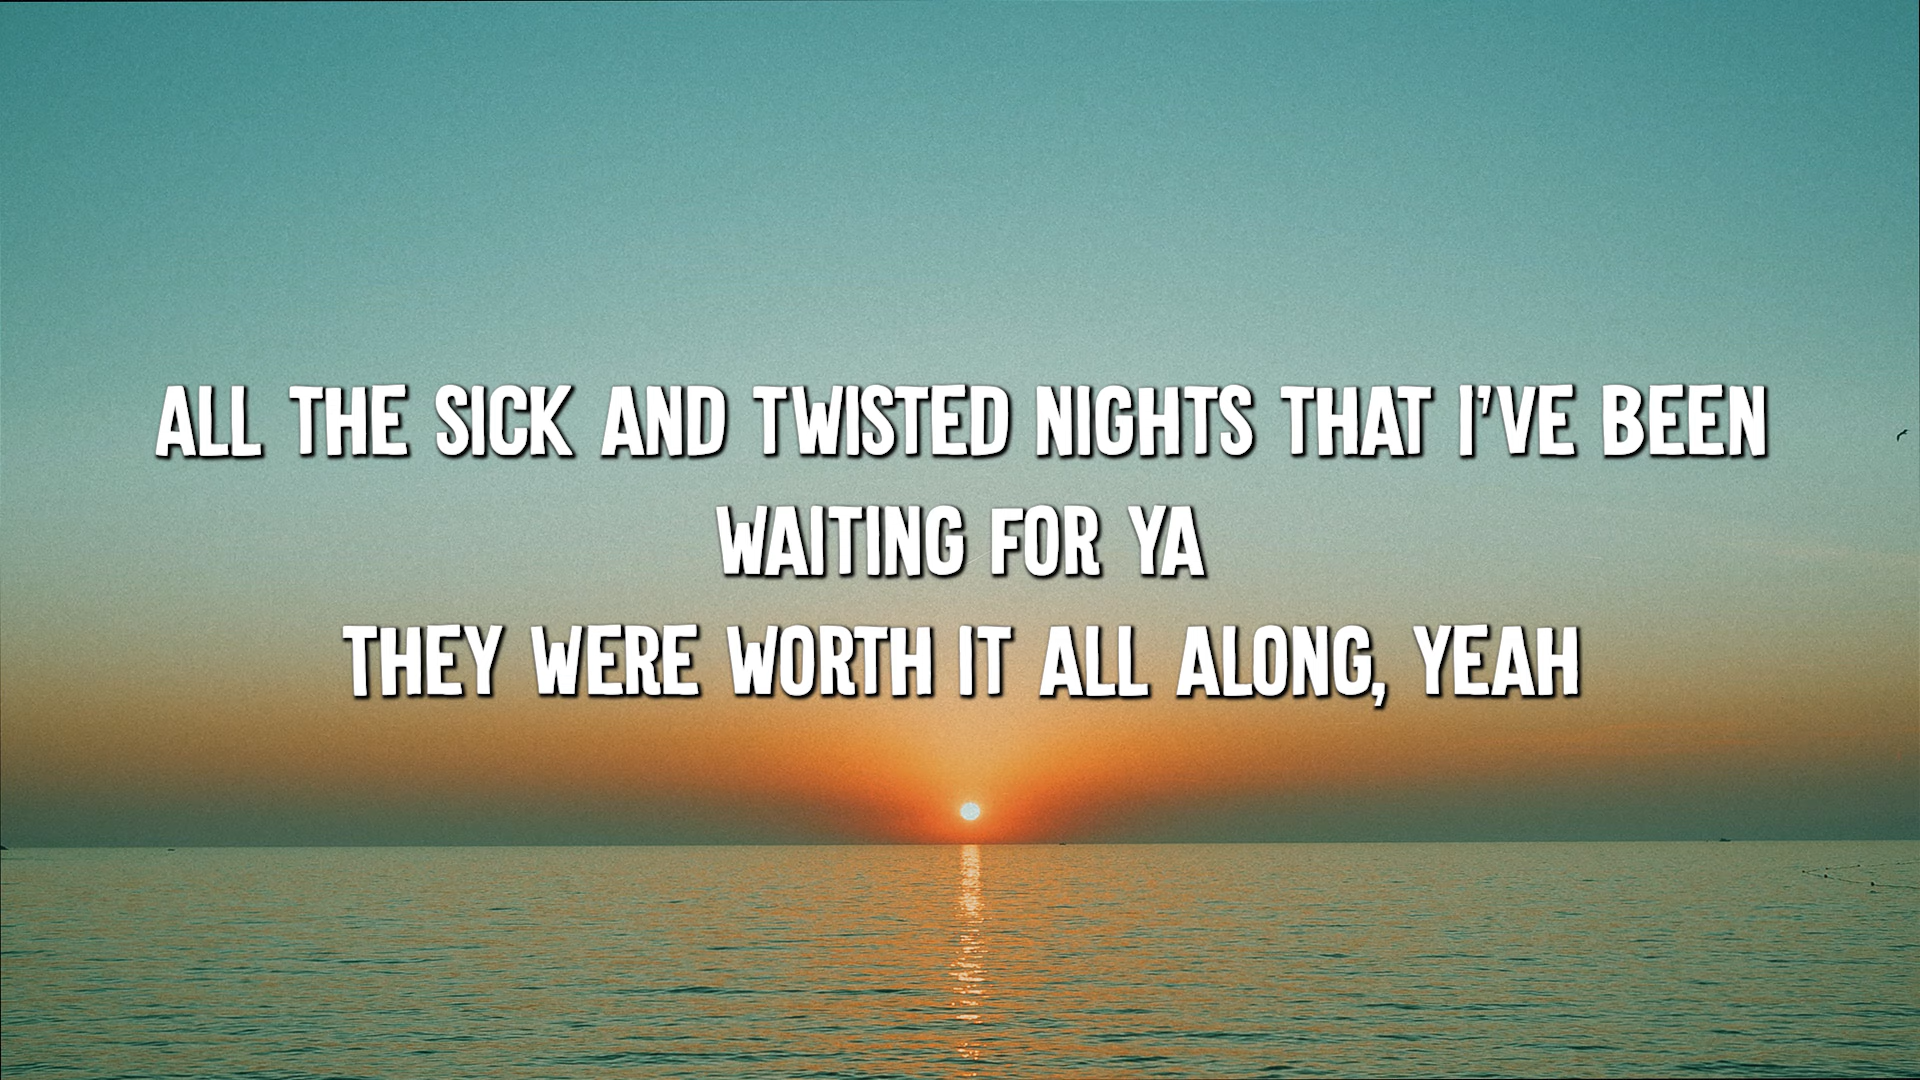 ALL THE SICK AND TWISTED NIGHTS THAT I'VE BEEN
WAITING FOR YA
THEY WERE WORTH IT ALL ALONG, YEAH